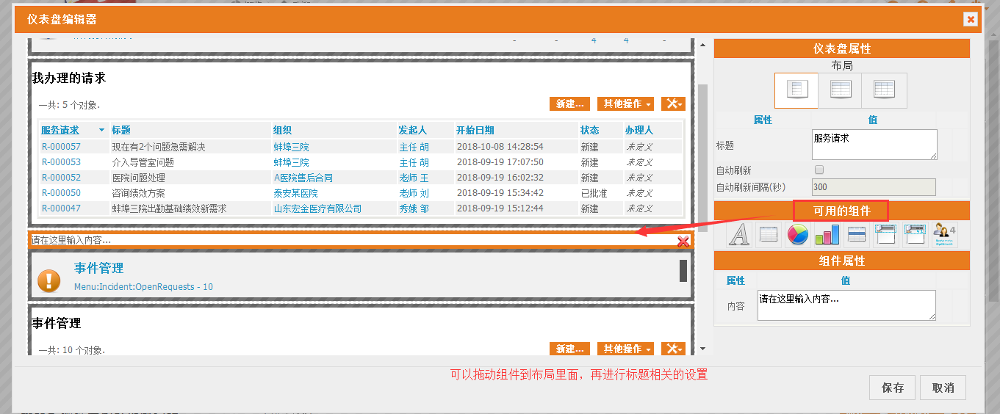 仪表盘编辑器
- - 4 4 -
我办理的请求
一共: 5 个对象.
新建... 其他操作
服务请求 标题 组织 发起人 开始日期 状态 办理人
R-000057 现在有2个问题急需解决 蚌埠三院 主任 胡 2018-10-08 14:28:54 新建 未定义
R-000053 介入导管室问题 蚌埠三院 主任 胡 2018-09-19 17:07:50 新建 未定义
R-000052 医院问题处理 A医院售后合同 老师 王 2018-09-19 16:02:32 新建 未定义
R-000050 咨询绩效方案 泰安某医院 老师 刘 2018-09-19 15:34:42 已批准 未定义
R-000047 蚌埠三院出勤基础绩效新需求 山东宏金医疗有限公司 秀娥 邹 2018-09-19 15:12:44 新建 未定义
请在这里输入内容...
事件管理
Menu:Incident:OpenRequests - 10
事件管理
一共: 10 个对象.
新建... 其他操作
仪表盘属性
布局
属性 值
标题 服务请求
自动刷新
自动刷新间隔(秒) 300
可用的组件
A 41 4
组件属性
属性 值
内容 请在这里输入内容...
可以拖动组件到布局里面，再进行标题相关的设置
保存 取消